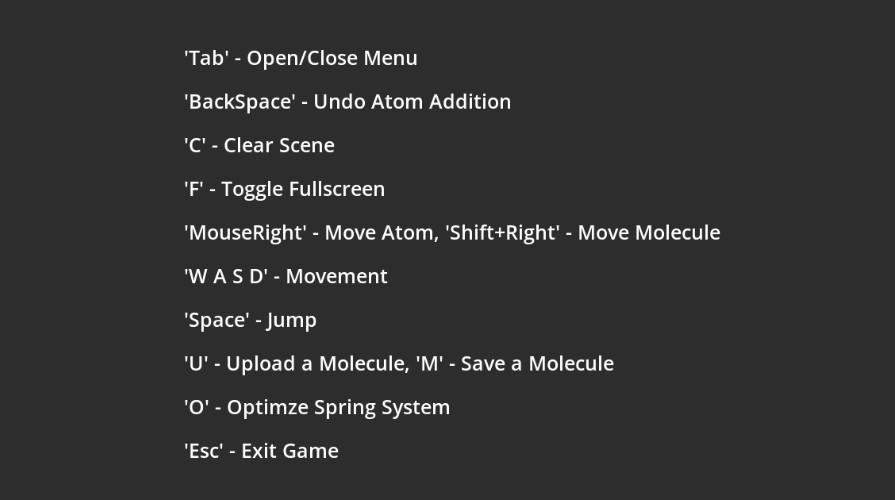 'Tab' - Open/Close Menu
'BackSpace' - Undo Atom Addition
'C' - Clear Scene
'F' - Toggle Fullscreen
'MouseRight' - Move Atom, 'Shift+Right' - Move Molecule
'W A S D' - Movement
'Space' - Jump
'U' - Upload a Molecule, 'M' - Save a Molecule
'O' - Optimze Spring System
'Esc' - Exit Game